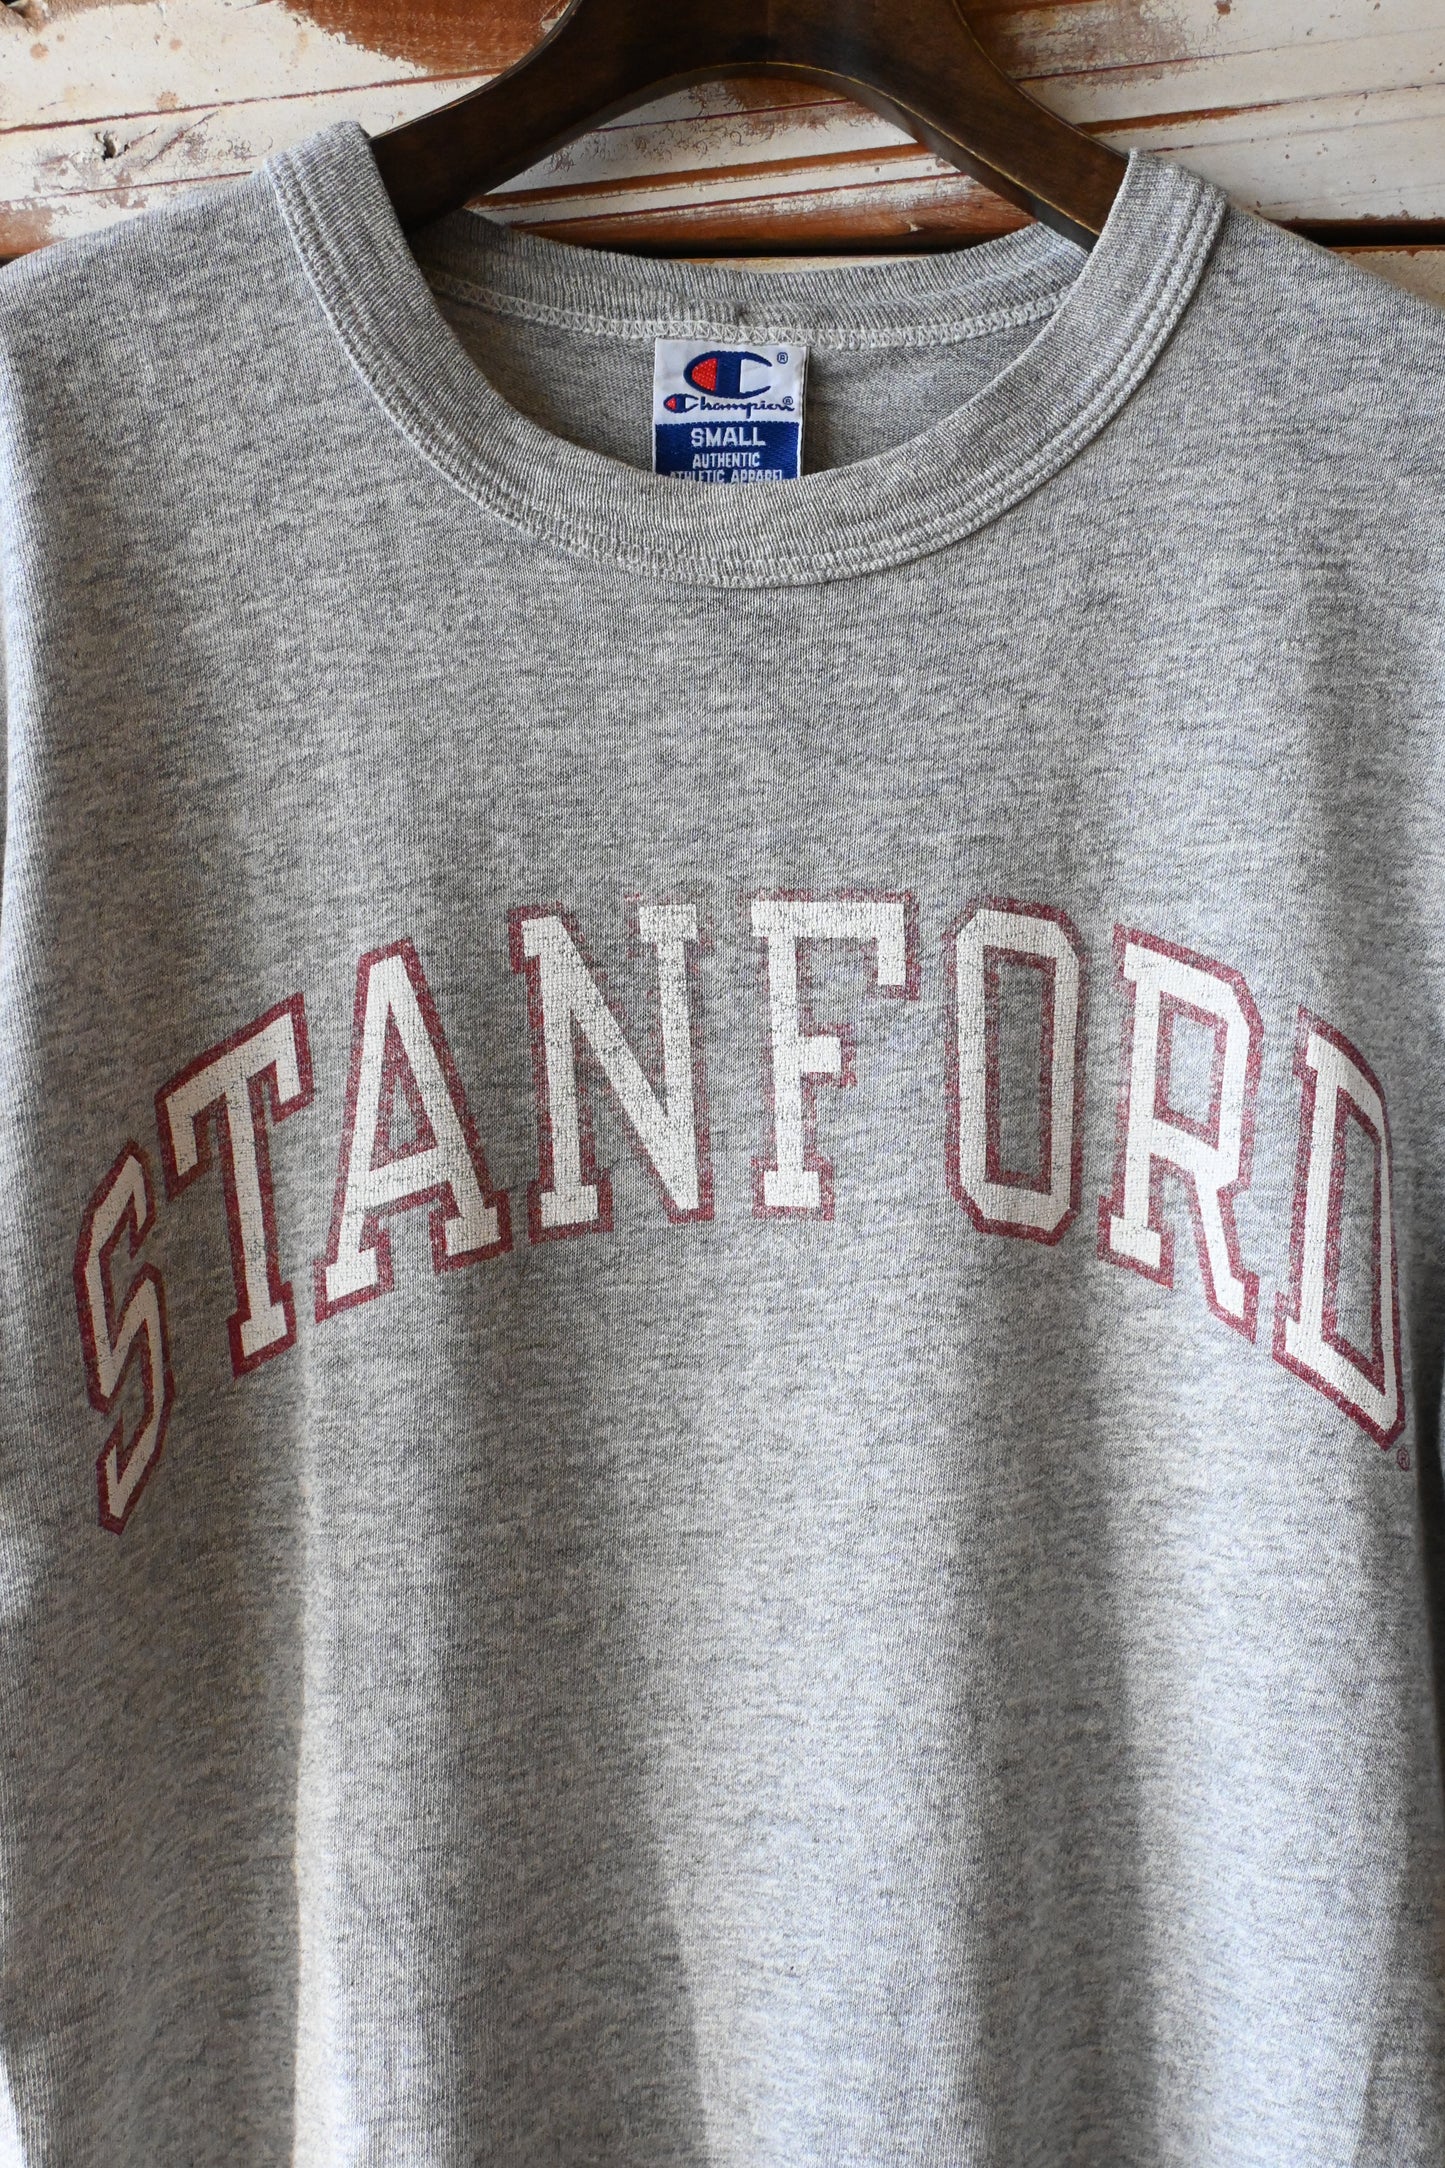 ®
Champion®
SMALL
AUTHENTIC
ATHLETIC APPAREL
STANFORD
®